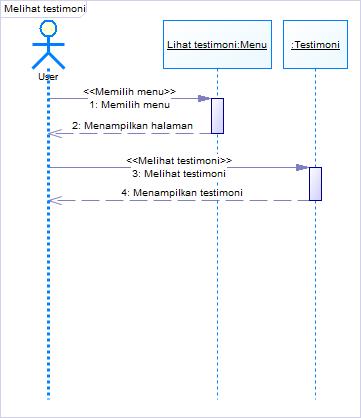 Melihat testimoni
User
Lihat testimoni:Menu
:Testimoni
<<Memilih menu>>
1: Memilih menu
2: Menampilkan halaman
<<Melihat testimoni>>
3: Melihat testimoni
4: Menampilkan testimoni